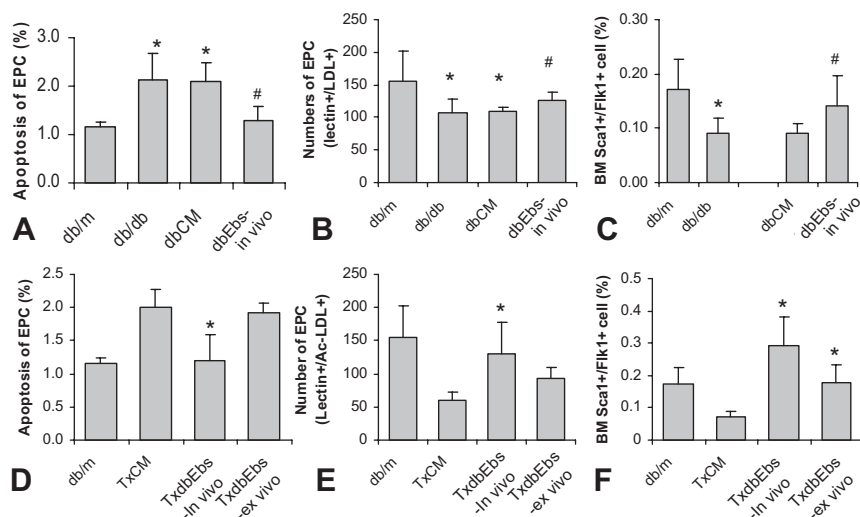 Apoptosis of EPC (%)
3.0
2.0
1.0
0.0
*
*
#
db/m
db/db
dbCM
dbEbs-
in vivo
A
Numbers of EPC
(lectin+/LDL+)
250
200
150
100
50
0
*
*
#
db/m
db/db
dbCM
dbEbs-
in vivo
B
BM Sca1+/Flk1+ cell (%)
0.30
0.20
0.10
0.00
*
#
db/m
db/db
dbCM
dbEbs-
in vivo
C
Apoptosis of EPC (%)
2.5
2.0
1.5
1.0
0.5
0.0
*
db/m
TxCM
TxdbEbs
-In vivo
TxdbEbs
-ex vivo
D
Number of EPC
(Lectin+/Ac-LDL+)
250
200
150
100
50
0
*
db/m
TxCM
TxdbEbs
-In vivo
TxdbEbs
-ex vivo
E
BM Sca1+/Flk1+ cell (%)
0.5
0.4
0.3
0.2
0.1
0
*
*
db/m
TxCM
TxdbEbs
-In vivo
TxdbEbs
-ex vivo
F